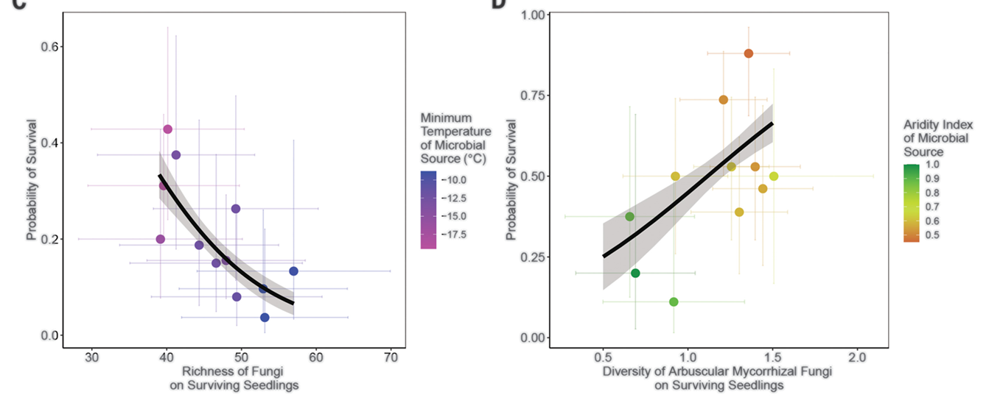 C
0.6
0.4
0.2
0.0
Probability of Survival
30 40 50 60 70
Richness of Fungi
on Surviving Seedlings
Minimum
Temperature
of Microbial
Source (°C)
−10.0
−12.5
−15.0
−17.5
D
1.00
0.75
0.50
0.25
0.00
Probability of Survival
0.5 1.0 1.5 2.0
Diversity of Arbuscular Mycorrhizal Fungi
on Surviving Seedlings
Aridity Index
of Microbial
Source
1.0
0.9
0.8
0.7
0.6
0.5